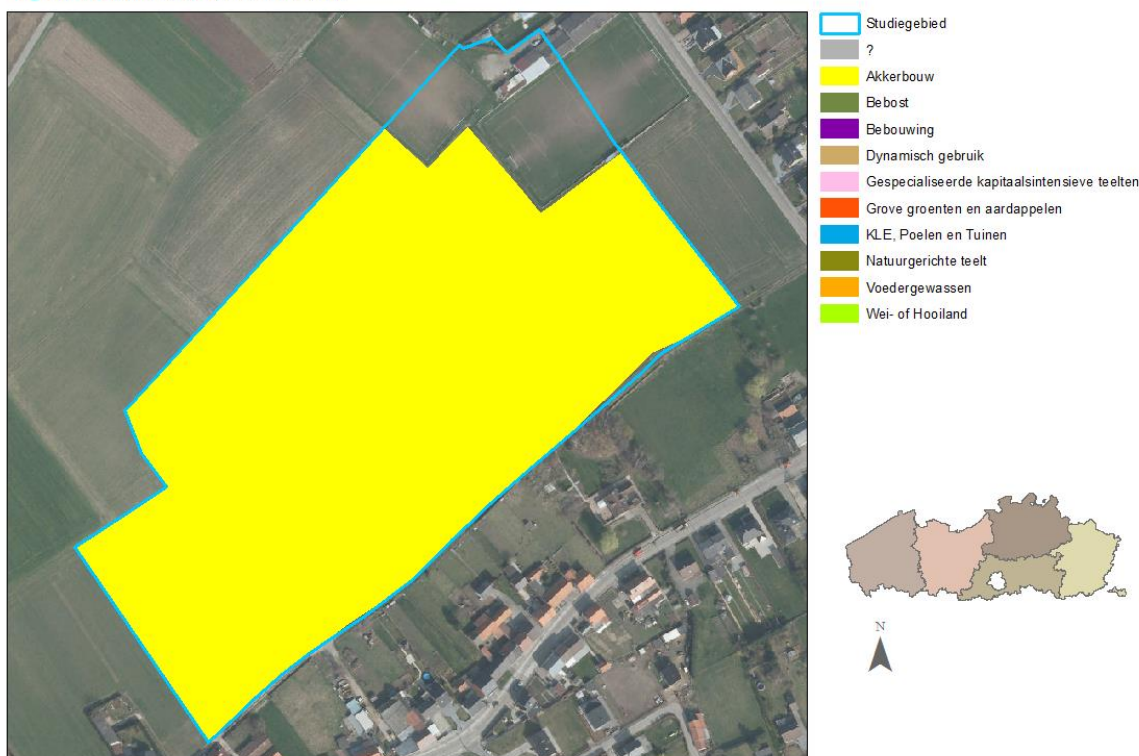 Studiegebied
?
Akkerbouw
Bebost
Bebouwing
Dynamisch gebruik
Gespecialiseerde kapitaalsintensieve teelten
Grove groenten en aardappelen
KLE, Poelen en Tuinen
Natuurgerichte teelt
Voedergewassen
Wei- of Hooiland
N